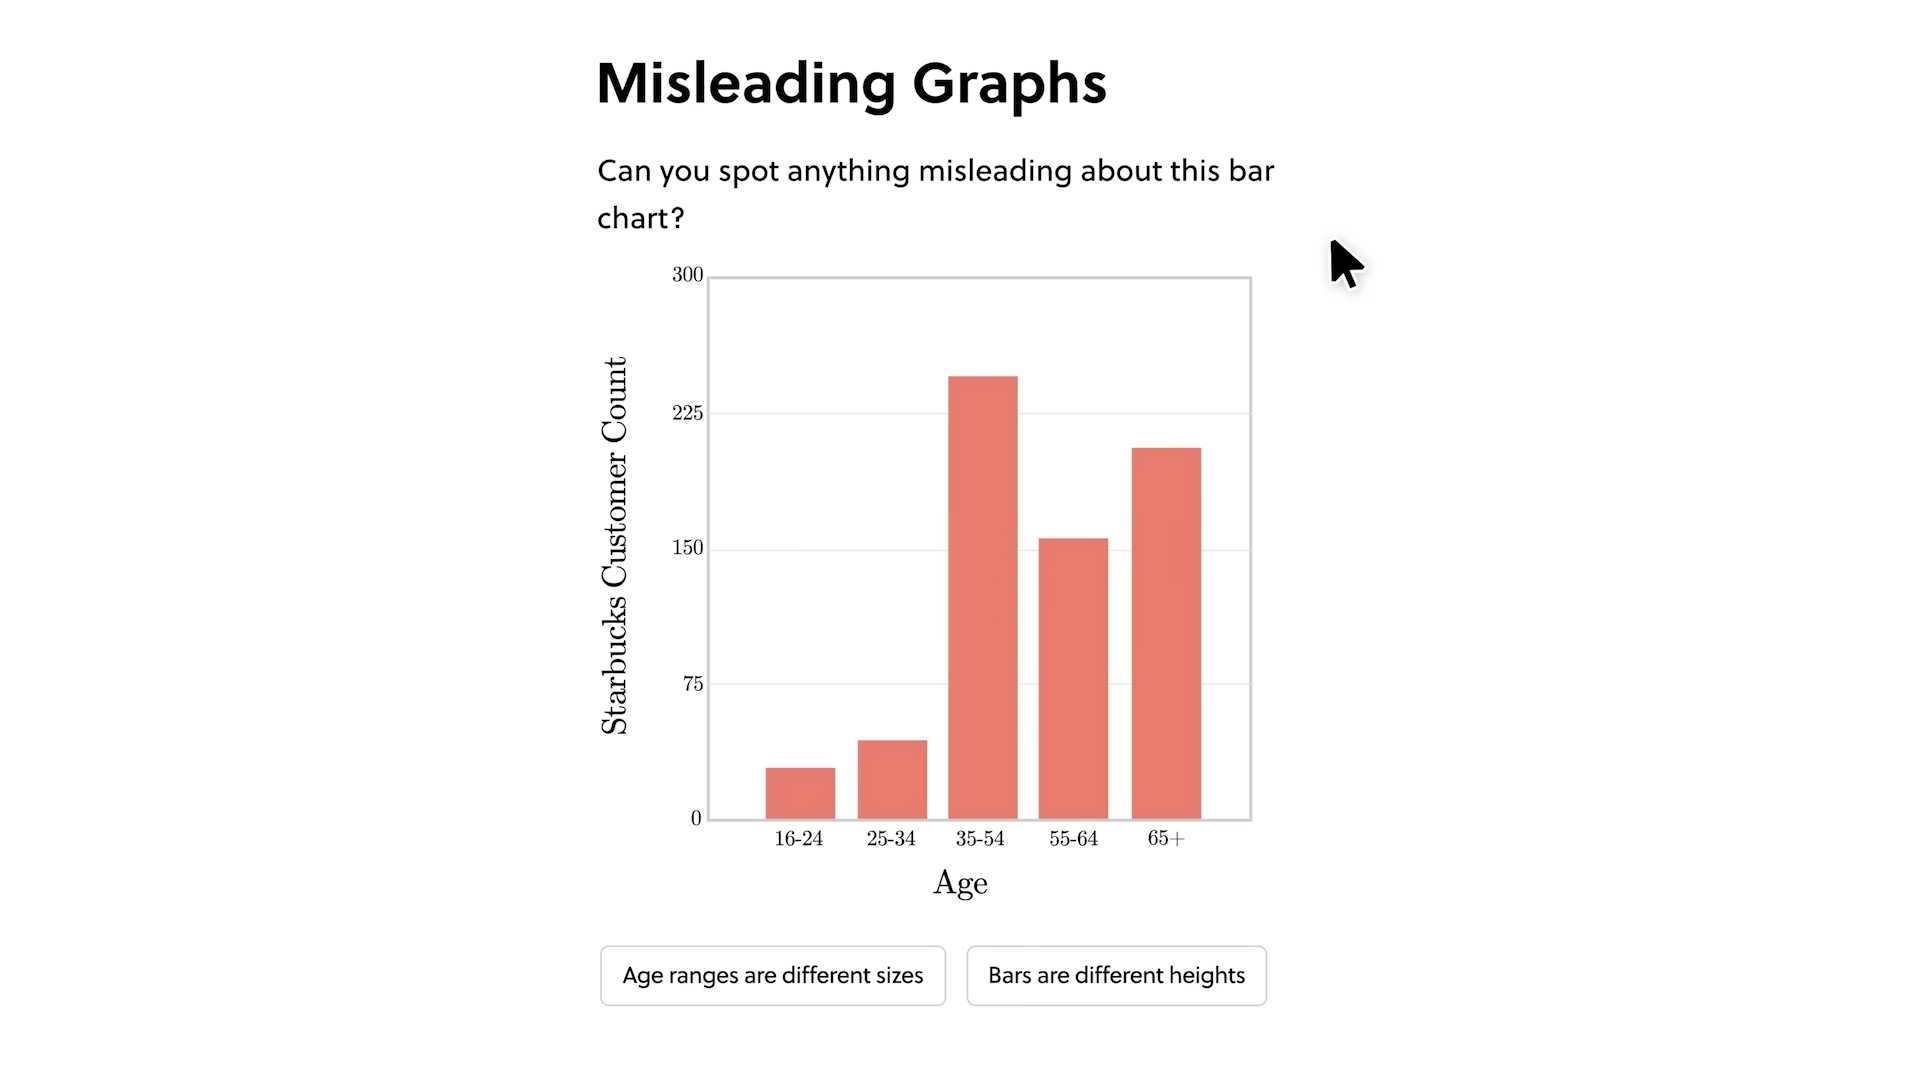 Misleading Graphs
Can you spot anything misleading about this bar
chart?
300
225
150
75
0
Starbucks Customer Count
16-24 25-34 35-54 55-64 65+
Age
Age ranges are different sizes
Bars are different heights